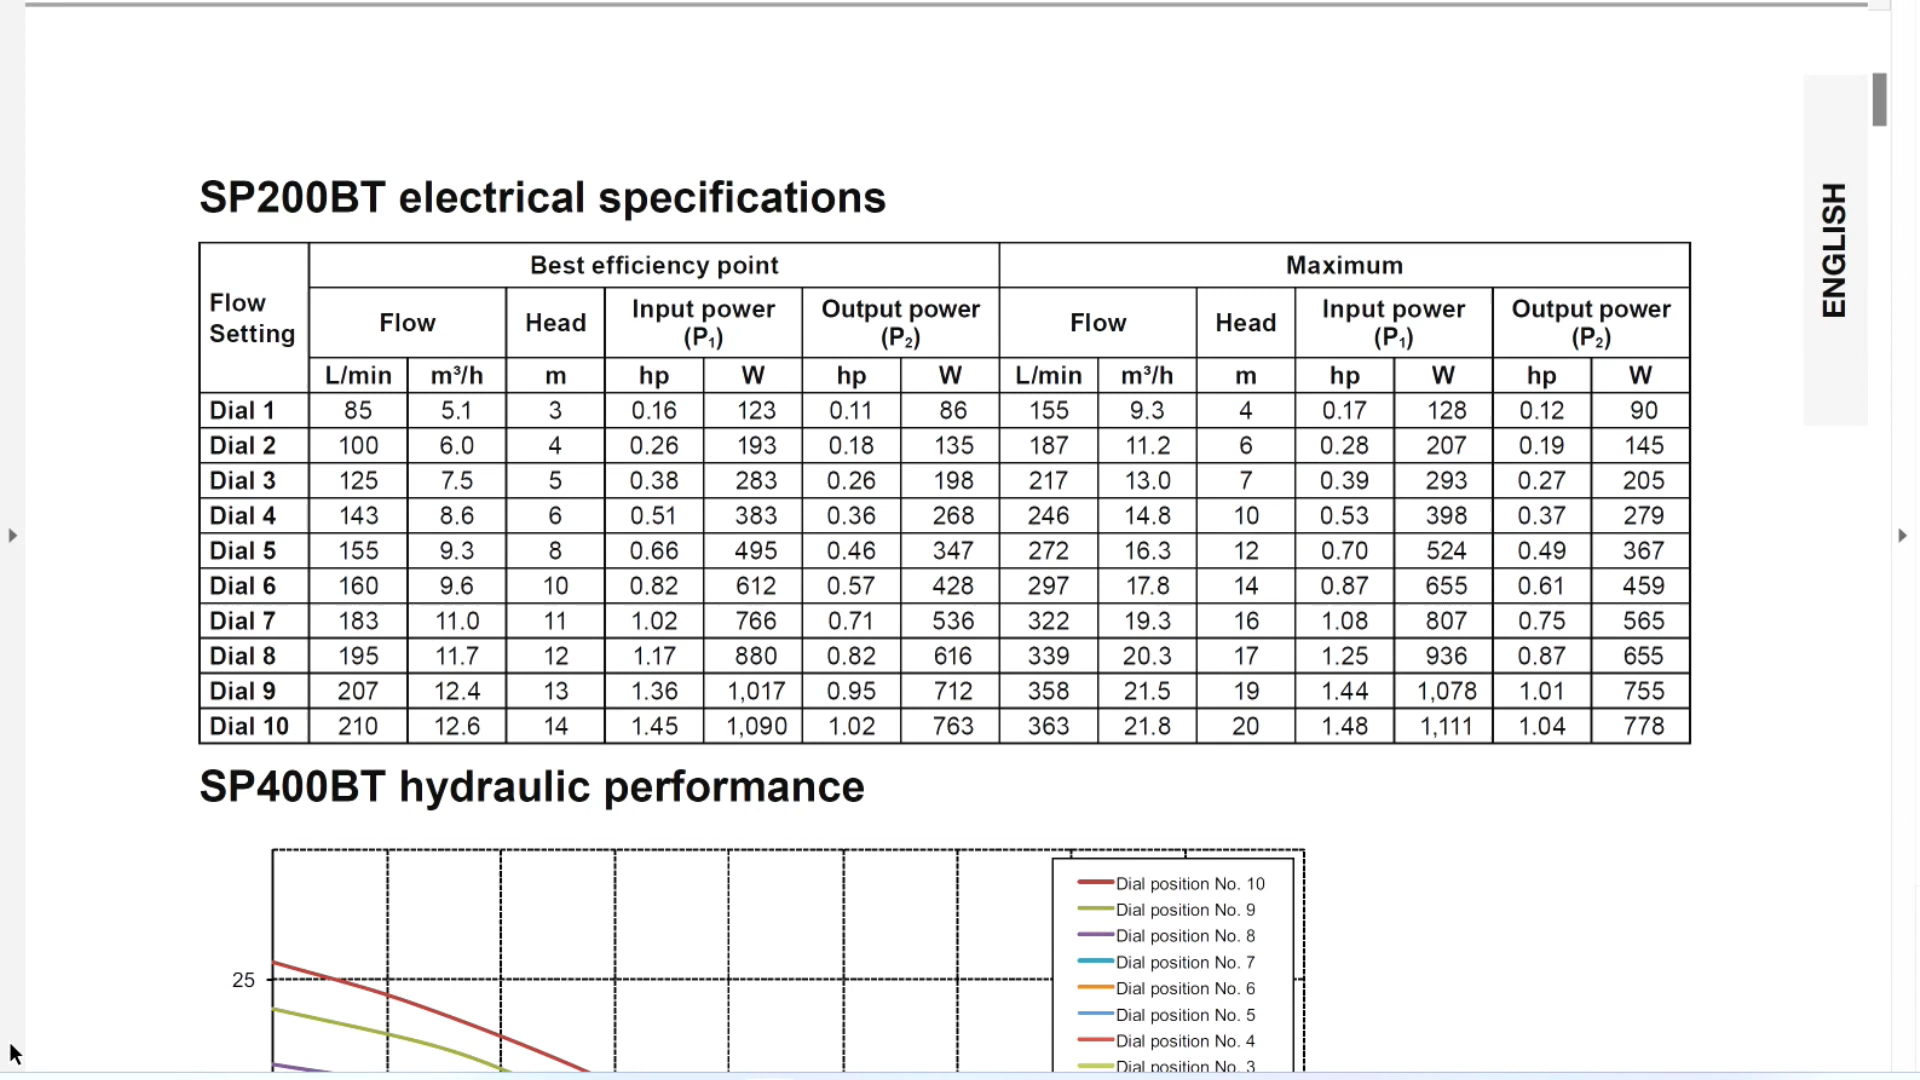 SP200BT electrical specifications
Flow Setting Best efficiency point Maximum
Flow Head Input power (P₁) Output power (P₂) Flow Head Input power (P₁) Output power (P₂)
L/min m³/h m hp W hp W L/min m³/h m hp W hp W
Dial 1 85 5.1 3 0.16 123 0.11 86 155 9.3 4 0.17 128 0.12 90
Dial 2 100 6.0 4 0.26 193 0.18 135 187 11.2 6 0.28 207 0.19 145
Dial 3 125 7.5 5 0.38 283 0.26 198 217 13.0 7 0.39 293 0.27 205
Dial 4 143 8.6 6 0.51 383 0.36 268 246 14.8 10 0.53 398 0.37 279
Dial 5 155 9.3 8 0.66 495 0.46 347 272 16.3 12 0.70 524 0.49 367
Dial 6 160 9.6 10 0.82 612 0.57 428 297 17.8 14 0.87 655 0.61 459
Dial 7 183 11.0 11 1.02 766 0.71 536 322 19.3 16 1.08 807 0.75 565
Dial 8 195 11.7 12 1.17 880 0.82 616 339 20.3 17 1.25 936 0.87 655
Dial 9 207 12.4 13 1.36 1,017 0.95 712 358 21.5 19 1.44 1,078 1.01 755
Dial 10 210 12.6 14 1.45 1,090 1.02 763 363 21.8 20 1.48 1,111 1.04 778
SP400BT hydraulic performance
25
Dial position No. 10
Dial position No. 9
Dial position No. 8
Dial position No. 7
Dial position No. 6
Dial position No. 5
Dial position No. 4
Dial position No. 3
ENGLISH